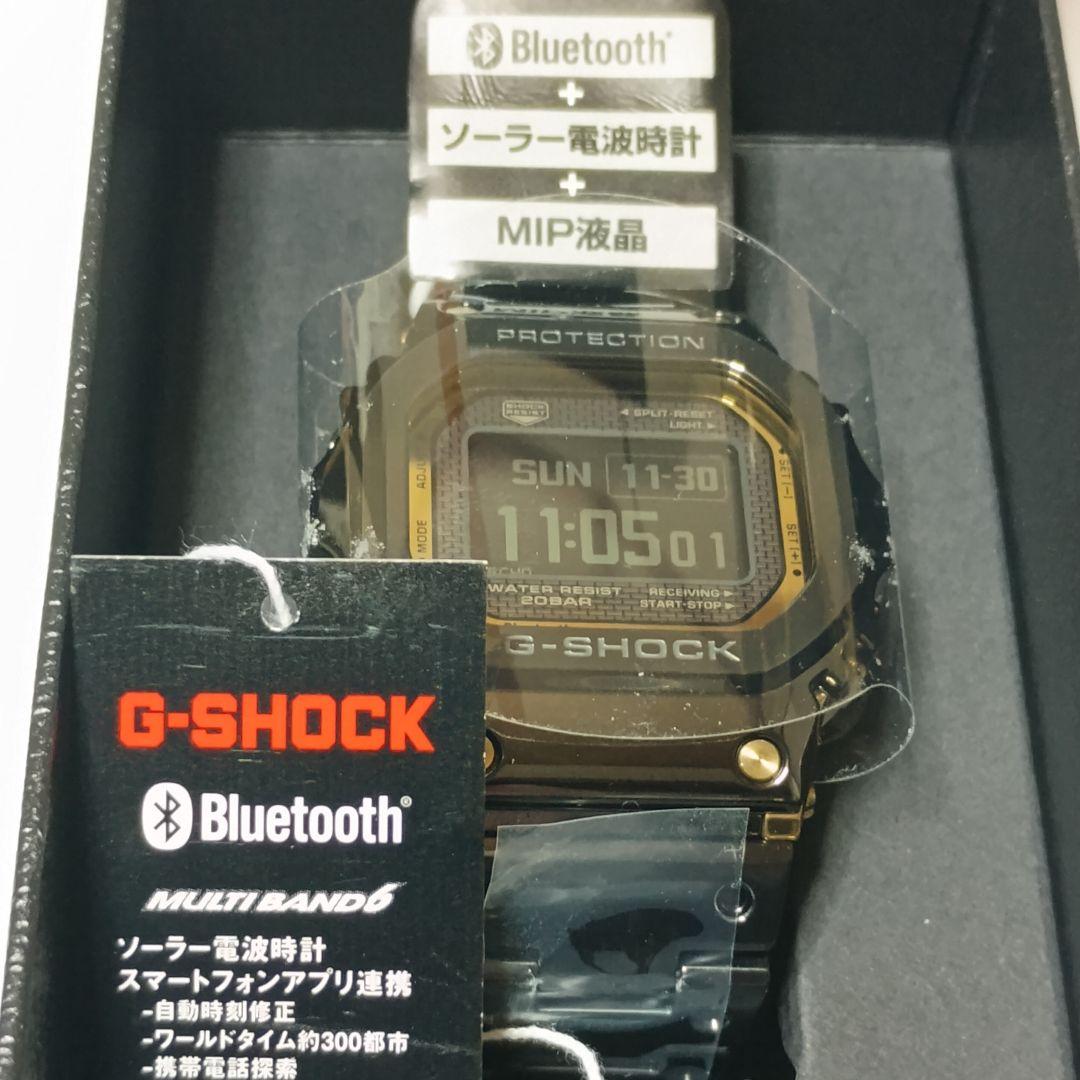 Bluetooth®
+
ソーラー電波時計
+
MIP液晶
PROTECTION
SHOCK
RESIST
◄ SPLIT·RESET
LIGHT ►
ADJU
MODE
SET(−)
SET(+)
SUN 11-30
11:05 01
ECHO
WATER RESIST
20BAR
RECEIVING ►
START·STOP ►
G-SHOCK
G-SHOCK
Bluetooth®
MULTI BAND 6
ソーラー電波時計
スマートフォンアプリ連携
-自動時刻修正
-ワールドタイム約300都市
-携帯電話探索